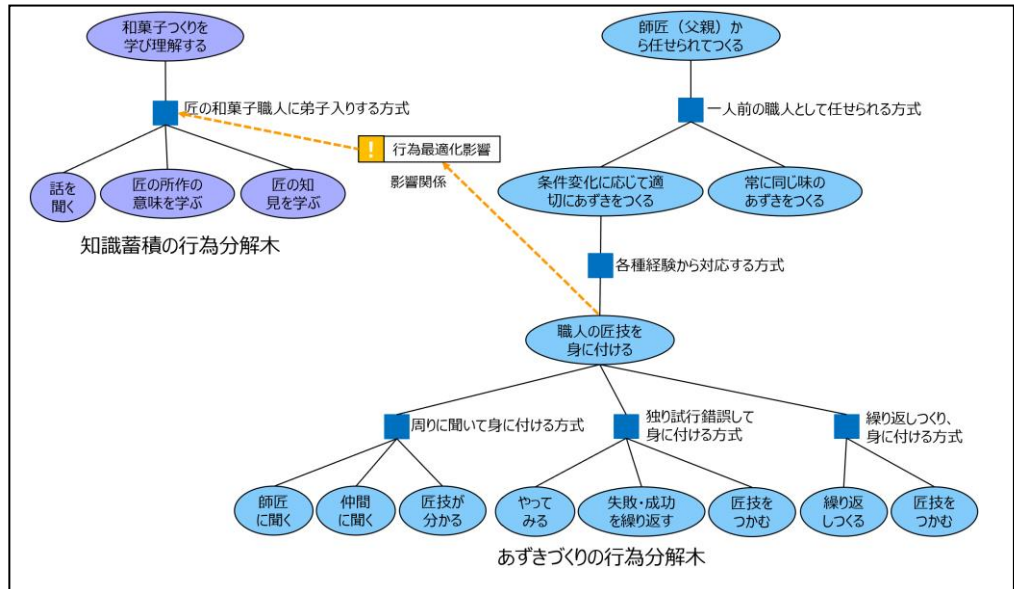 和菓子つくりを
学び理解する
師匠（父親）か
ら任せられてつくる
匠の和菓子職人に弟子入りする方式
一人前の職人として任せられる方式
!
行為最適化影響
影響関係
話を
聞く
匠の所作の
意味を学ぶ
匠の知
見を学ぶ
条件変化に応じて適
切にあずきをつくる
常に同じ味の
あずきをつくる
知識蓄積の行為分解木
各種経験から対応する方式
職人の匠技を
身に付ける
周りに聞いて身に付ける方式
独り試行錯誤して
身に付ける方式
繰り返しつくり、
身に付ける方式
師匠
に聞く
仲間
に聞く
匠技が
分かる
やって
みる
失敗・成功
を繰り返す
匠技を
つかむ
繰り返
しつくる
匠技を
つかむ
あずきづくりの行為分解木